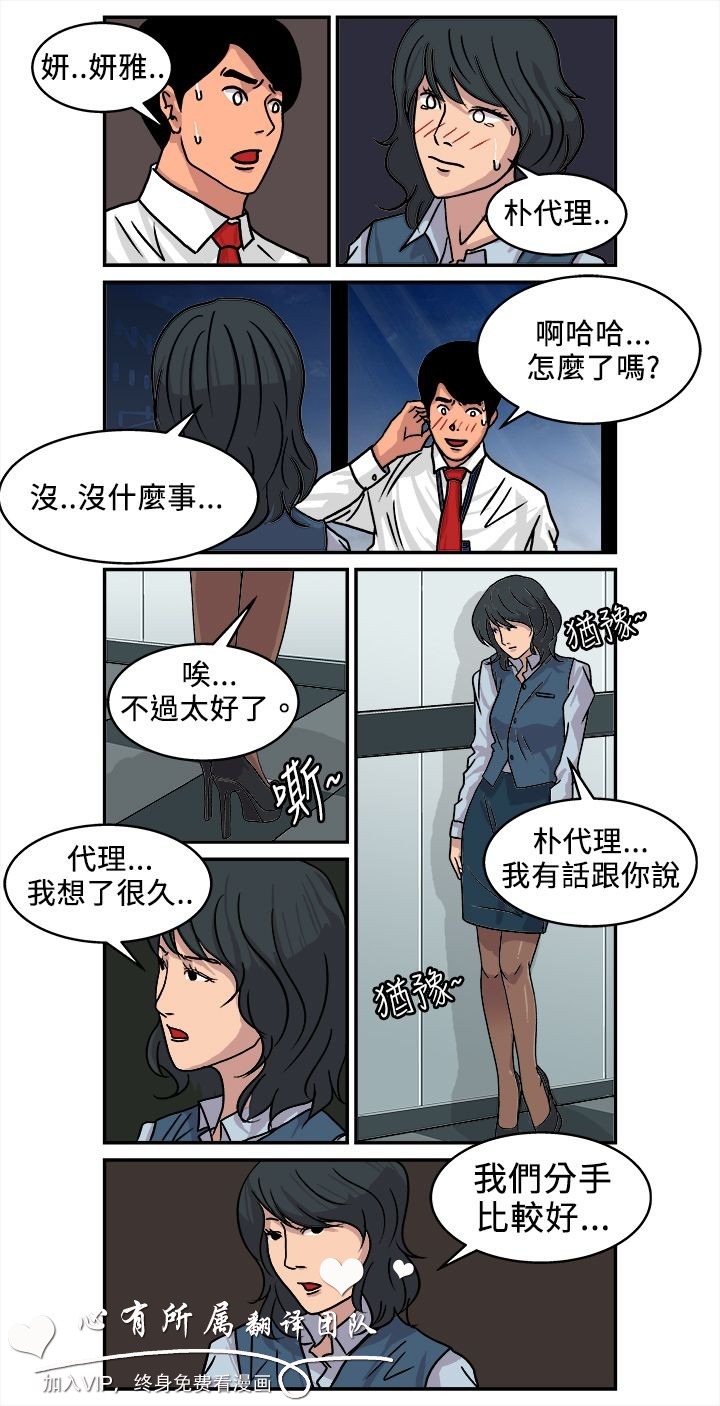 妍..妍雅..
朴代理..
啊哈哈...
怎麼了嗎?
沒..沒什麼事...
唉...
不過太好了。
嘶~
猶豫~
朴代理...
我有話跟你說
猶豫~
代理...
我想了很久..
我們分手
比較好...
心有所属翻译团队
加入VIP，终身免费看漫画